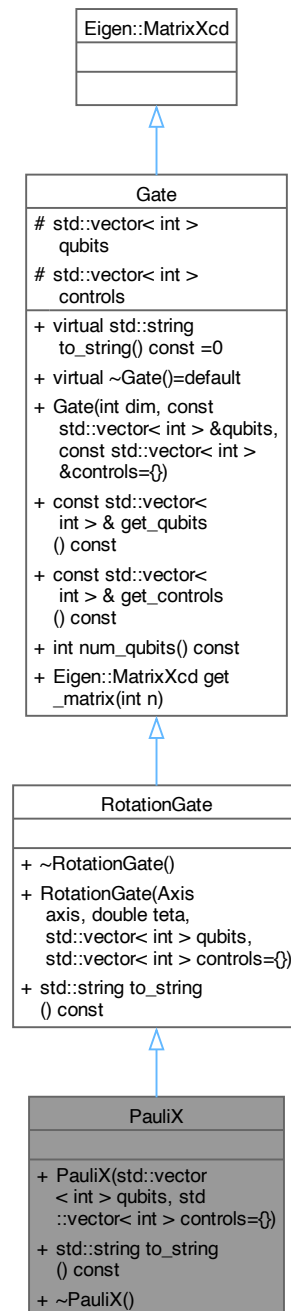 Eigen::MatrixXcd
Gate
# std::vector< int >
qubits
# std::vector< int >
controls
+ virtual std::string
to_string() const =0
+ virtual ~Gate()=default
+ Gate(int dim, const
std::vector< int > &qubits,
const std::vector< int >
&controls={})
+ const std::vector<
int > & get_qubits
() const
+ const std::vector<
int > & get_controls
() const
+ int num_qubits() const
+ Eigen::MatrixXcd get
_matrix(int n)
RotationGate
+ ~RotationGate()
+ RotationGate(Axis
axis, double teta,
std::vector< int > qubits,
std::vector< int > controls={})
+ std::string to_string
() const
PauliX
+ PauliX(std::vector
< int > qubits, std
::vector< int > controls={})
+ std::string to_string
() const
+ ~PauliX()